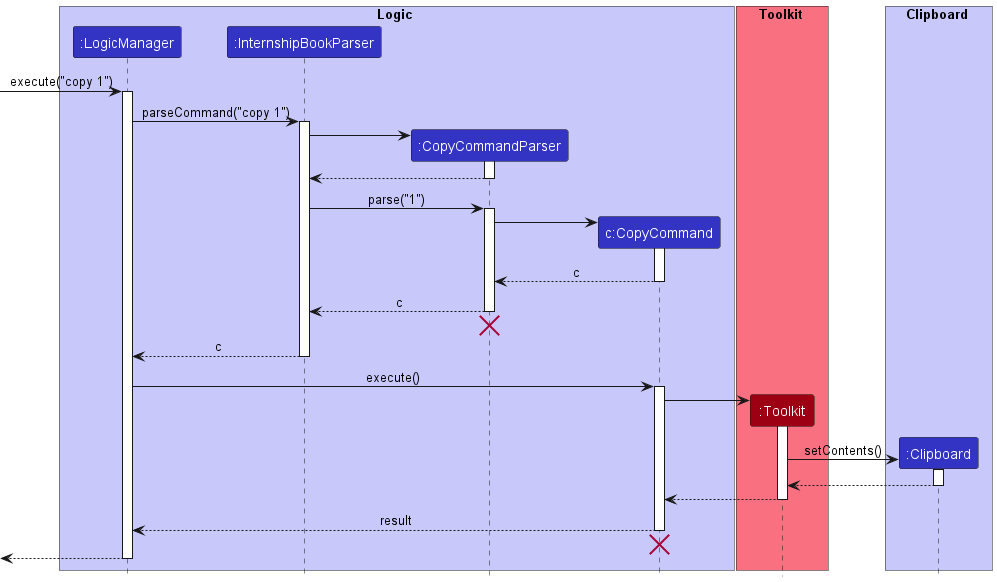 Logic
Toolkit
Clipboard
:LogicManager
:InternshipBookParser
execute("copy 1")
parseCommand("copy 1")
:CopyCommandParser
parse("1")
c:CopyCommand
c
c
c
execute()
:Toolkit
setContents()
:Clipboard
result